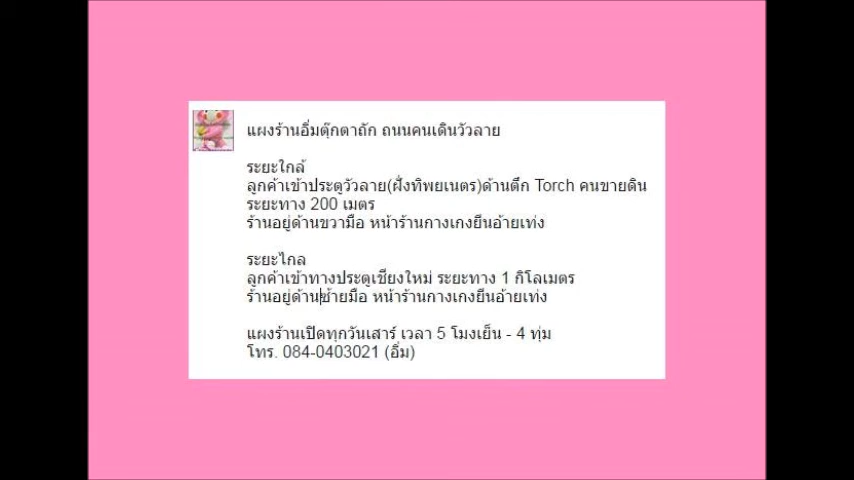 แผงร้านอิ่มตุ๊กตาถัก ถนนคนเดินวัวลาย
ระยะใกล้
ลูกค้าเข้าประตูวัวลาย(ฝั่งทิพยเนตร)ด้านตึก Torch คนขายดิน
ระยะทาง 200 เมตร
ร้านอยู่ด้านขวามือ หน้าร้านกางเกงยีนอ้ายเท่ง
ระยะไกล
ลูกค้าเข้าทางประตูเชียงใหม่ ระยะทาง 1 กิโลเมตร
ร้านอยู่ด้านซ้ายมือ หน้าร้านกางเกงยีนอ้ายเท่ง
แผงร้านเปิดทุกวันเสาร์ เวลา 5 โมงเย็น - 4 ทุ่ม
โทร. 084-0403021 (อิ่ม)